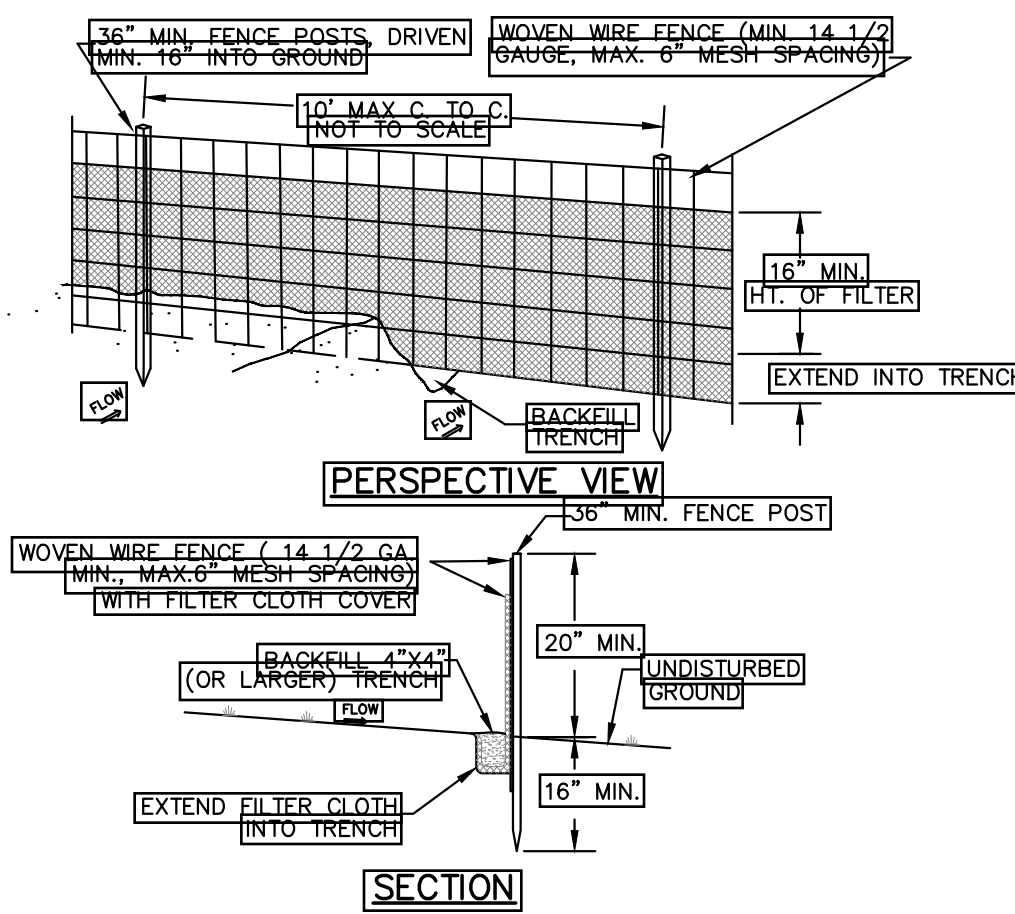 36” MIN. FENCE POSTS, DRIVEN
MIN. 16” INTO GROUND
WOVEN WIRE FENCE (MIN. 14 1/2
GAUGE, MAX. 6” MESH SPACING)
10’ MAX C. TO C.
NOT TO SCALE
16” MIN.
HT. OF FILTER
EXTEND INTO TRENCH
FLOW
FLOW
BACKFILL
TRENCH
PERSPECTIVE VIEW
36” MIN. FENCE POST
WOVEN WIRE FENCE ( 14 1/2 GA
MIN., MAX.6” MESH SPACING)
WITH FILTER CLOTH COVER
20” MIN.
BACKFILL 4”X4”
(OR LARGER) TRENCH
UNDISTURBED
GROUND
FLOW
16” MIN.
EXTEND FILTER CLOTH
INTO TRENCH
SECTION